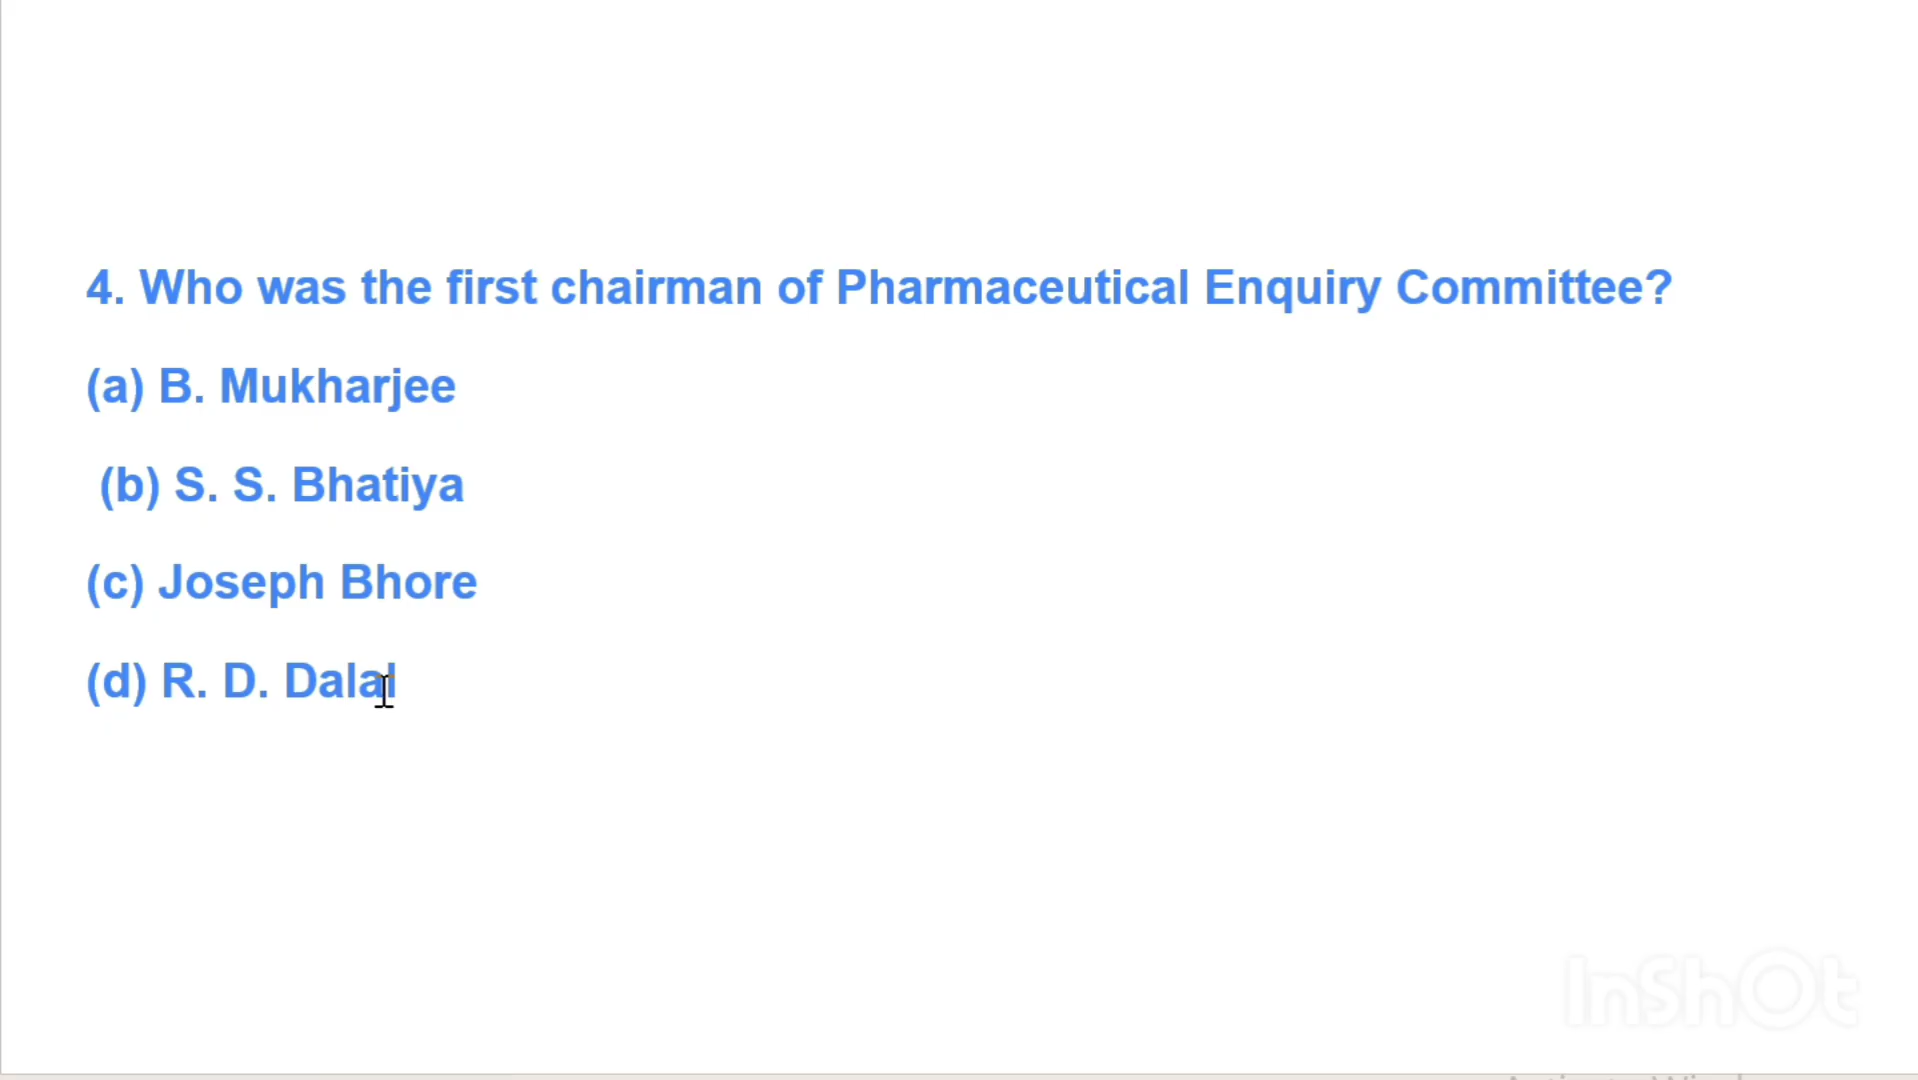 4. Who was the first chairman of Pharmaceutical Enquiry Committee?
(a) B. Mukharjee
(b) S. S. Bhatiya
(c) Joseph Bhore
(d) R. D. Dalal
InShOt